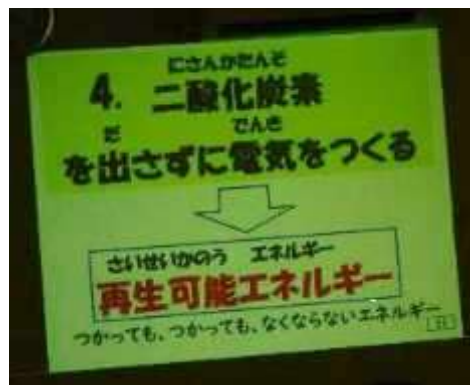 にさんかたんそ
4. 二酸化炭素
だ でんき
を出さずに電気をつくる
さいせいかのう エネルギー
再生可能エネルギー
つかっても、つかっても、なくならないエネルギー